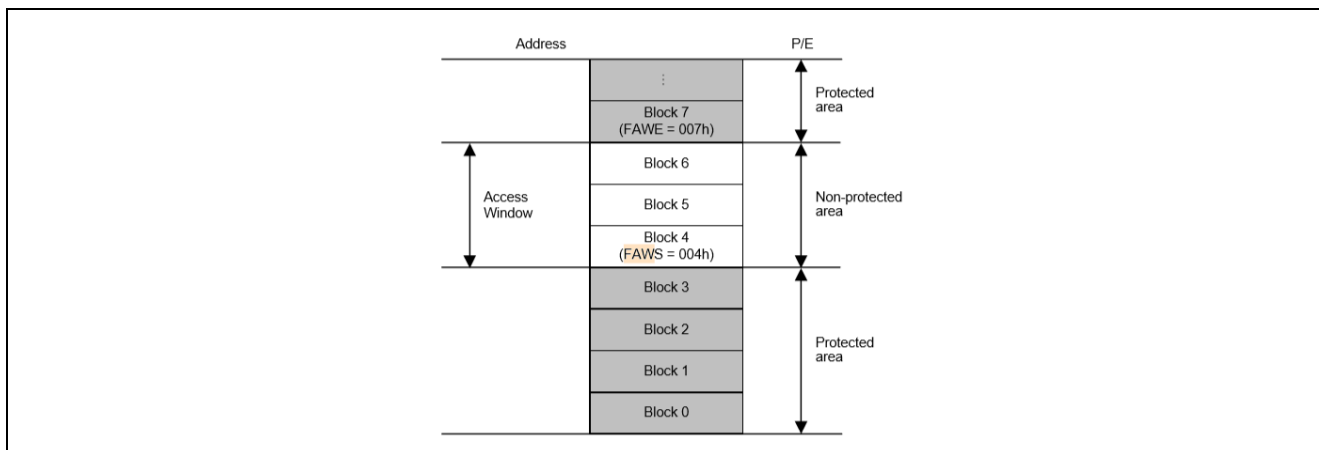 Address
P/E
⋮
Block 7
(FAWE = 007h)
Protected
area
Block 6
Block 5
Block 4
(FAWS = 004h)
Access
Window
Non-protected
area
Block 3
Block 2
Block 1
Block 0
Protected
area